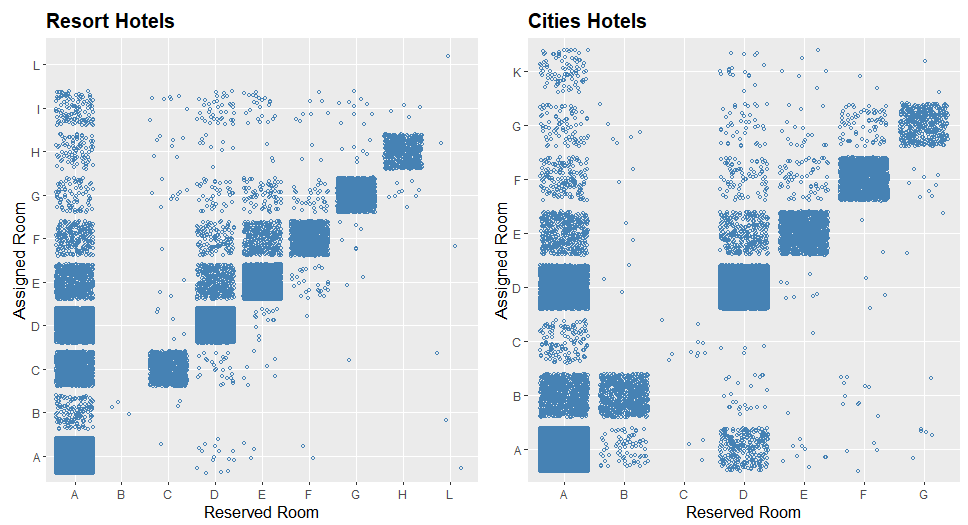 Resort Hotels
Assigned Room
L
I
H
G
F
E
D
C
B
A
A B C D E F G H L
Reserved Room
Cities Hotels
Assigned Room
K
G
F
E
D
C
B
A
A B C D E F G
Reserved Room